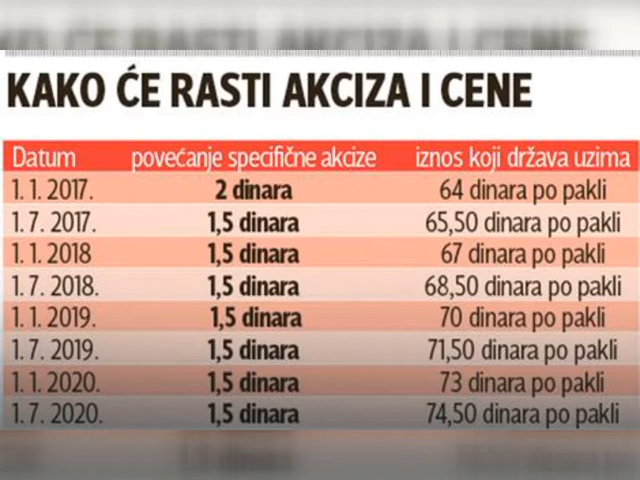 KAKO ĆE RASTI AKCIZA I CENE
Datum povećanje specifične akcize iznos koji država uzima
1. 1. 2017. 2 dinara 64 dinara po pakli
1. 7. 2017. 1,5 dinara 65,50 dinara po pakli
1. 1. 2018 1,5 dinara 67 dinara po pakli
1. 7. 2018. 1,5 dinara 68,50 dinara po pakli
1. 1. 2019. 1,5 dinara 70 dinara po pakli
1. 7. 2019. 1,5 dinara 71,50 dinara po pakli
1. 1. 2020. 1,5 dinara 73 dinara po pakli
1. 7. 2020. 1,5 dinara 74,50 dinara po pakli